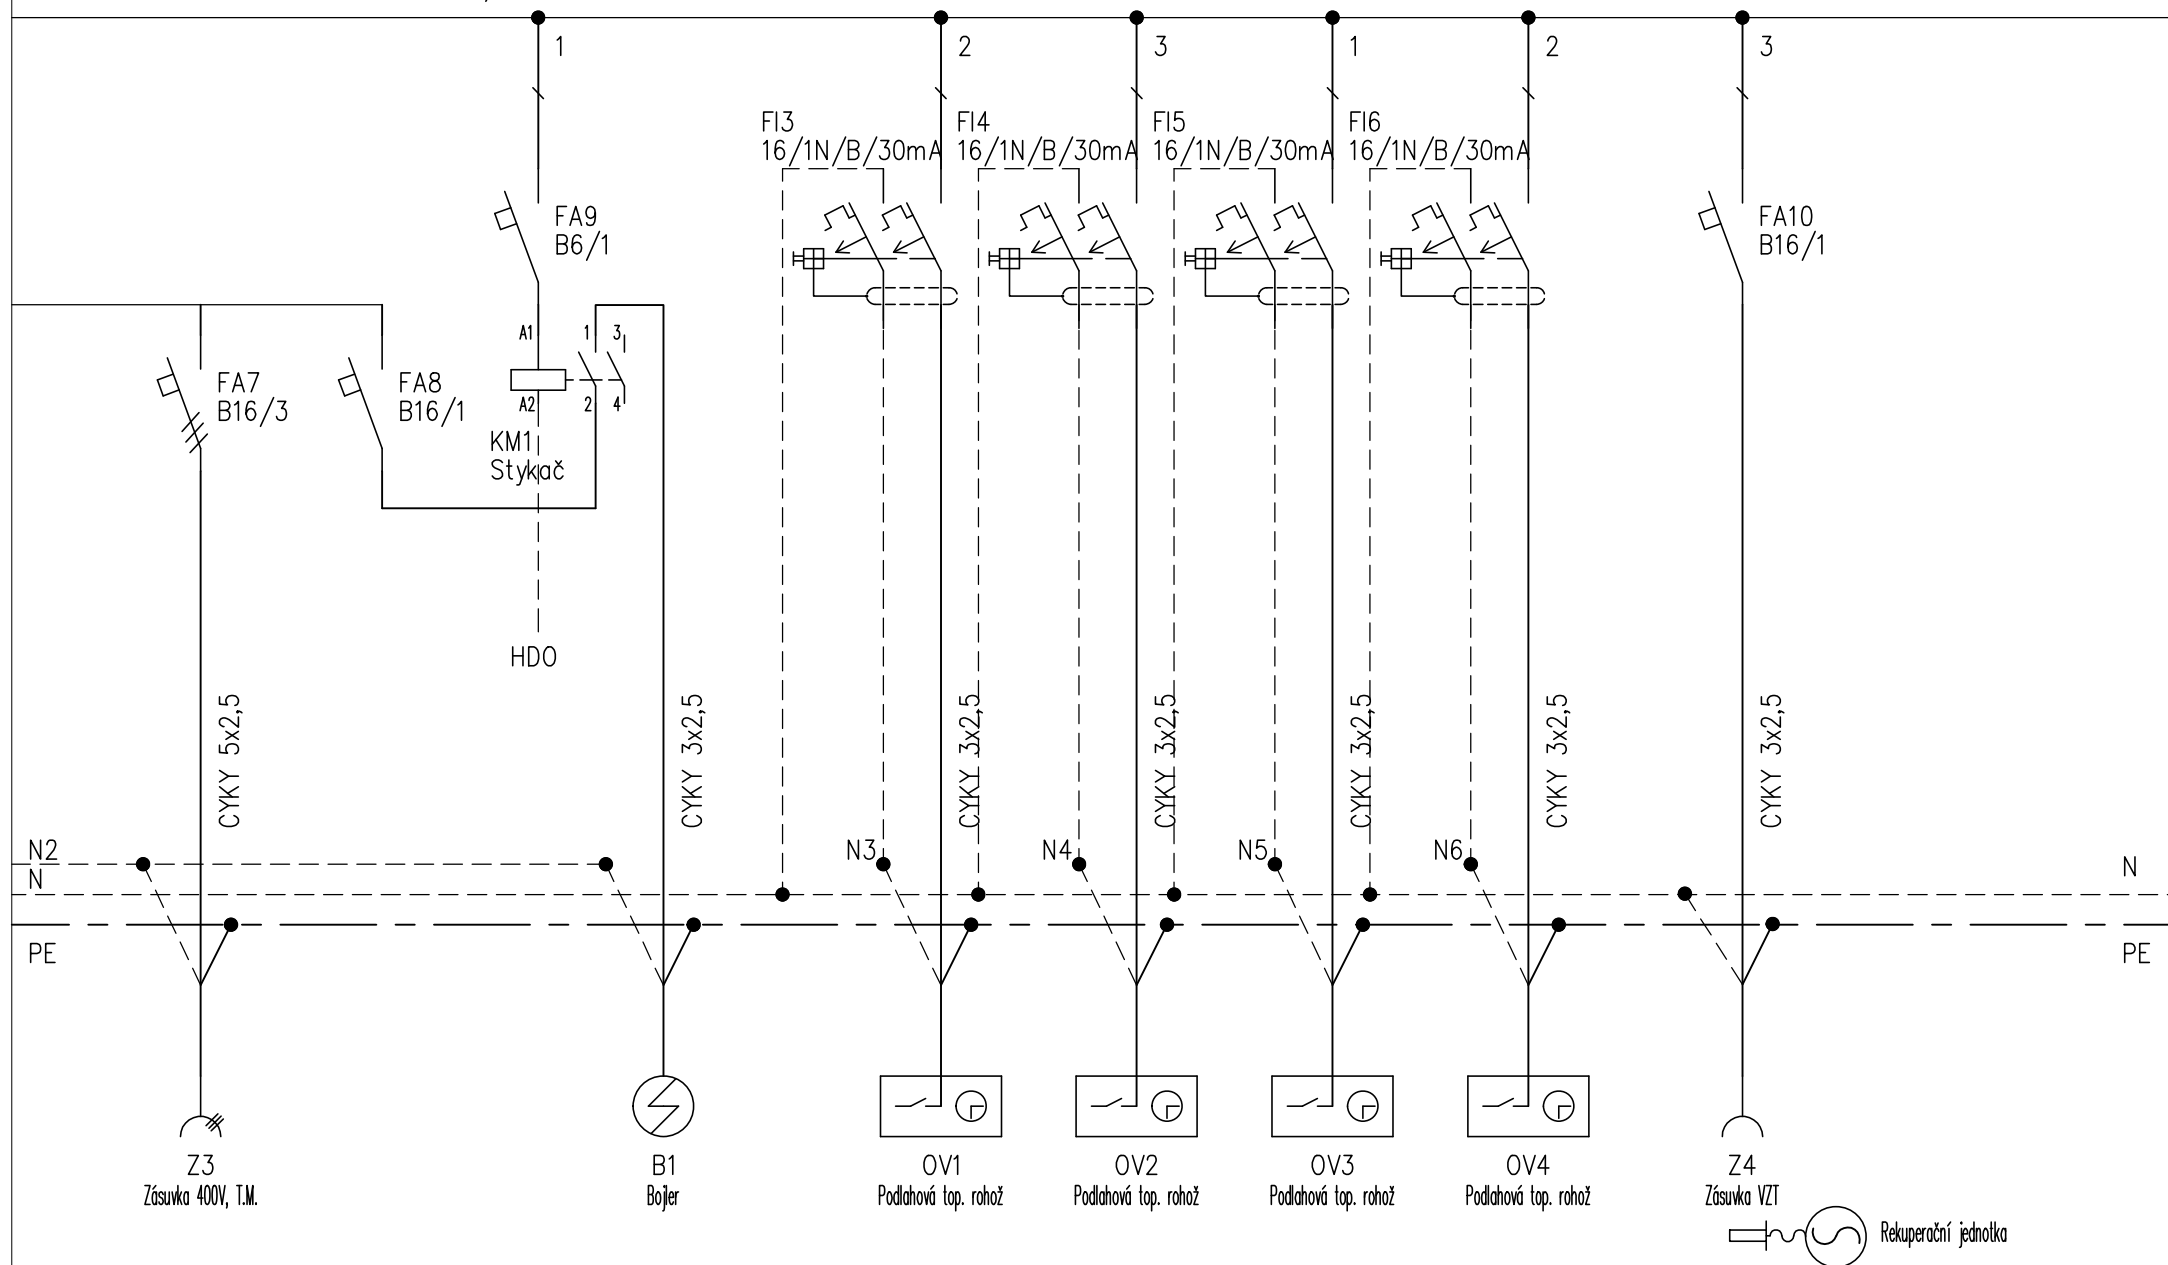 1
2
3
1
2
3
FI3
16/1N/B/30mA
FI4
16/1N/B/30mA
FI5
16/1N/B/30mA
FI6
16/1N/B/30mA
FA9
B6/1
FA10
B16/1
A1
1
3
FA7
B16/3
FA8
B16/1
A2
2
4
KM1
Stykač
HDO
CYKY 5x2,5
CYKY 3x2,5
CYKY 3x2,5
CYKY 3x2,5
CYKY 3x2,5
CYKY 3x2,5
CYKY 3x2,5
N2
N3
N4
N5
N6
N
N
PE
PE
Z3
Zásuvka 400V, T.M.
B1
Bojler
OV1
Podlahová top. rohož
OV2
Podlahová top. rohož
OV3
Podlahová top. rohož
OV4
Podlahová top. rohož
Z4
Zásuvka VZT
Rekuperační jednotka